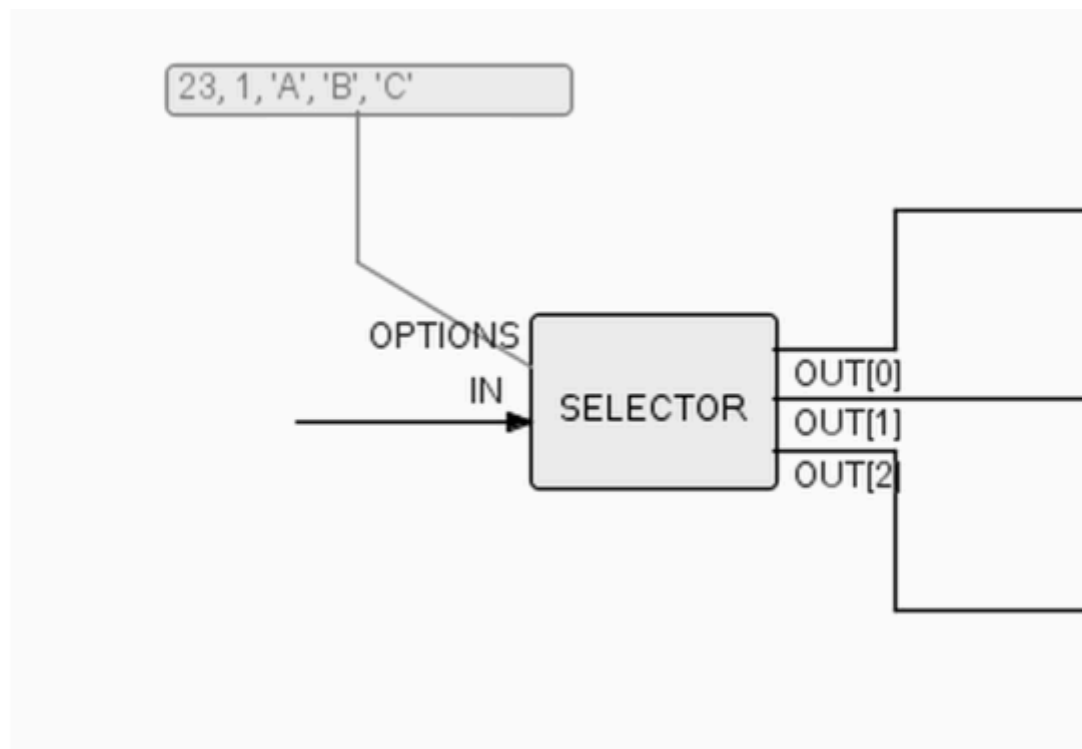 23, 1, 'A', 'B', 'C'
OPTIONS
IN
SELECTOR
OUT[0]
OUT[1]
OUT[2]